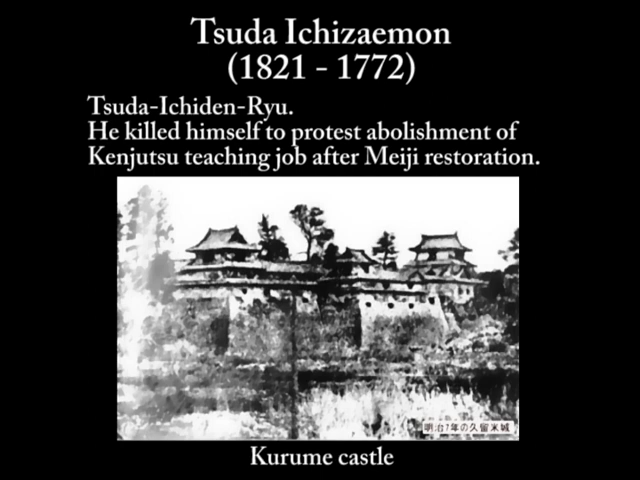 Tsuda Ichizaemon
(1821 - 1772)
Tsuda-Ichiden-Ryu.
He killed himself to protest abolishment of
Kenjutsu teaching job after Meiji restoration.
明治7年の久留米城
Kurume castle